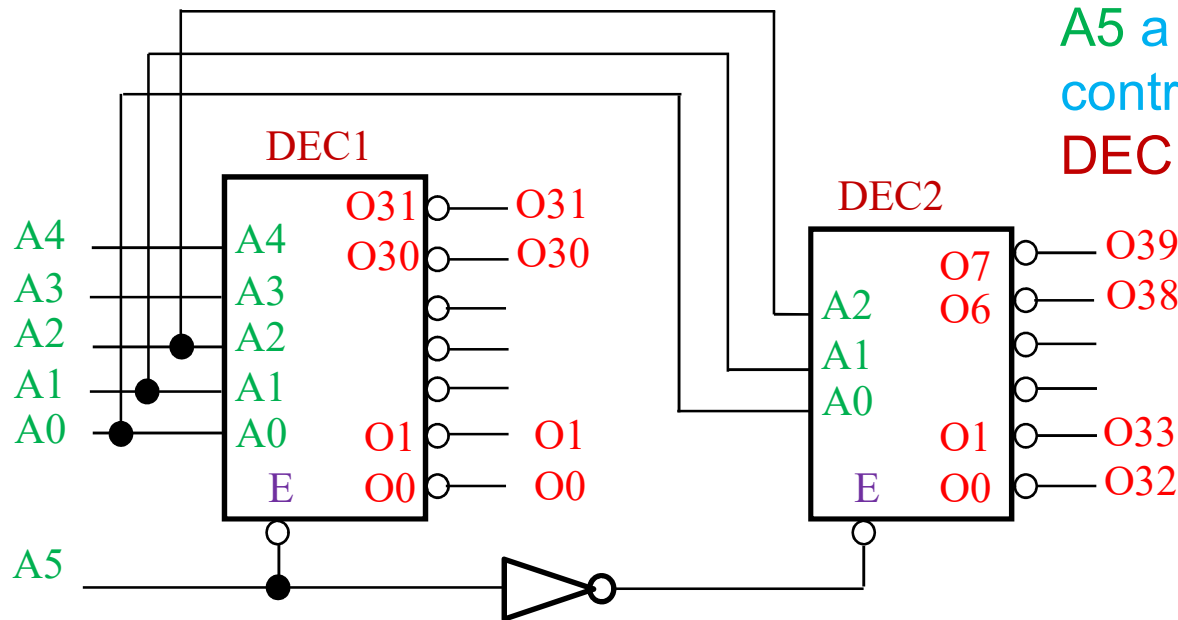 A5 a
contr
DEC
DEC1
DEC2
A4
A3
A2
A1
A0
A5
A4
A3
A2
A1
A0
E
O31
O30
O1
O0
O31
O30
O1
O0
A2
A1
A0
E
O7
O6
O1
O0
O39
O38
O33
O32